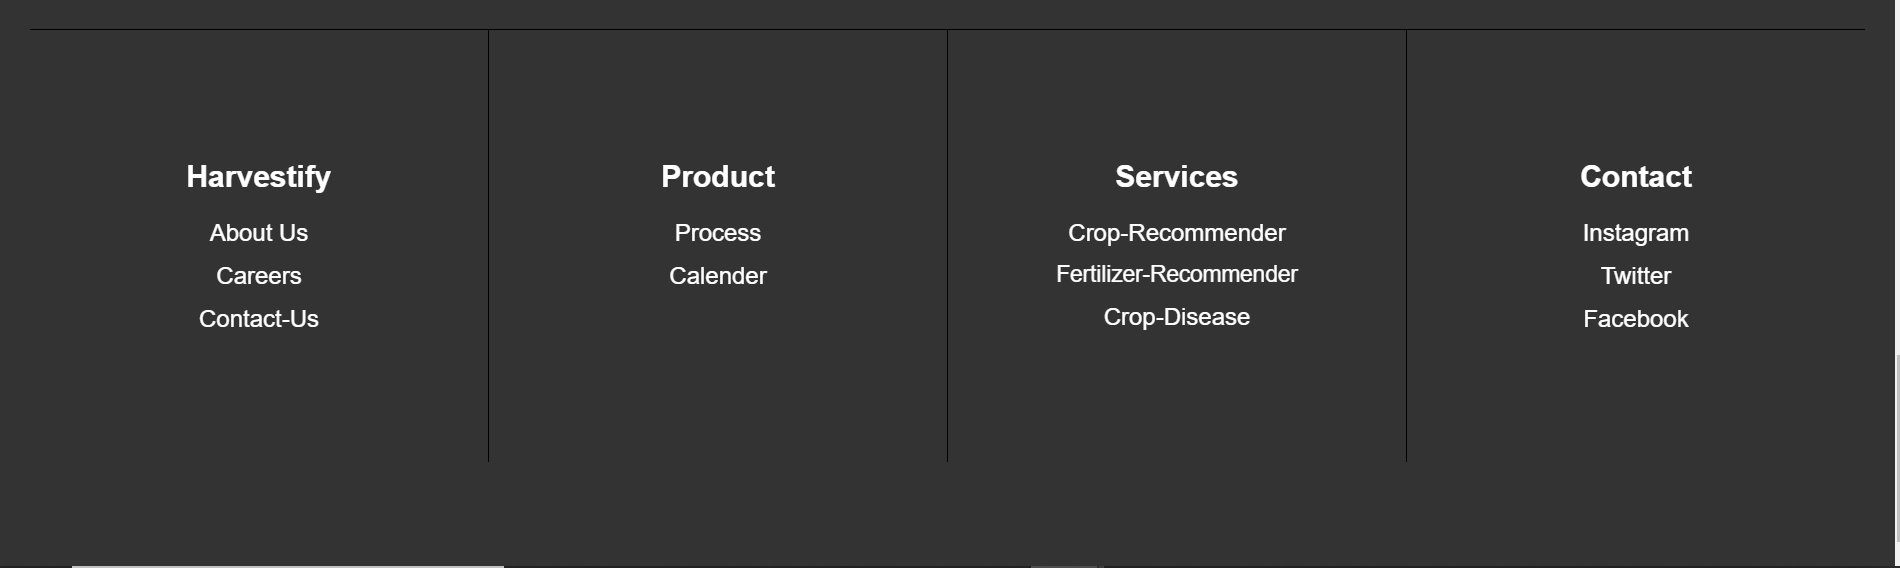 Harvestify
About Us
Careers
Contact-Us
Product
Process
Calender
Services
Crop-Recommender
Fertilizer-Recommender
Crop-Disease
Contact
Instagram
Twitter
Facebook